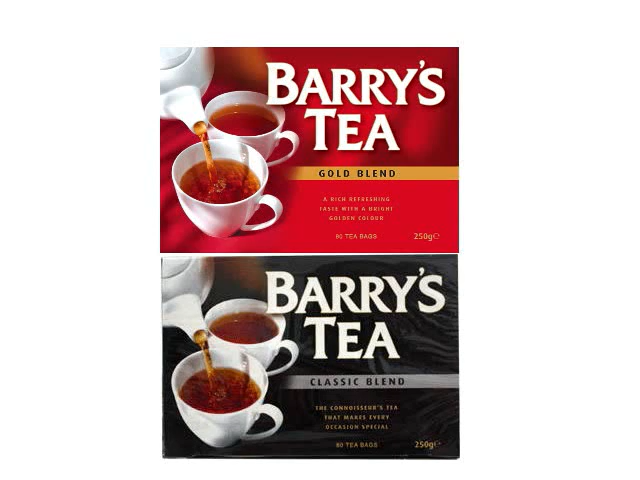 BARRY'S
TEA
GOLD BLEND
A RICH REFRESHING
TASTE WITH A BRIGHT
GOLDEN COLOUR
80 TEA BAGS 250g℮
BARRY'S
TEA
CLASSIC BLEND
THE CONNOISSEUR'S TEA
THAT MAKES EVERY
OCCASION SPECIAL
80 TEA BAGS 250g℮